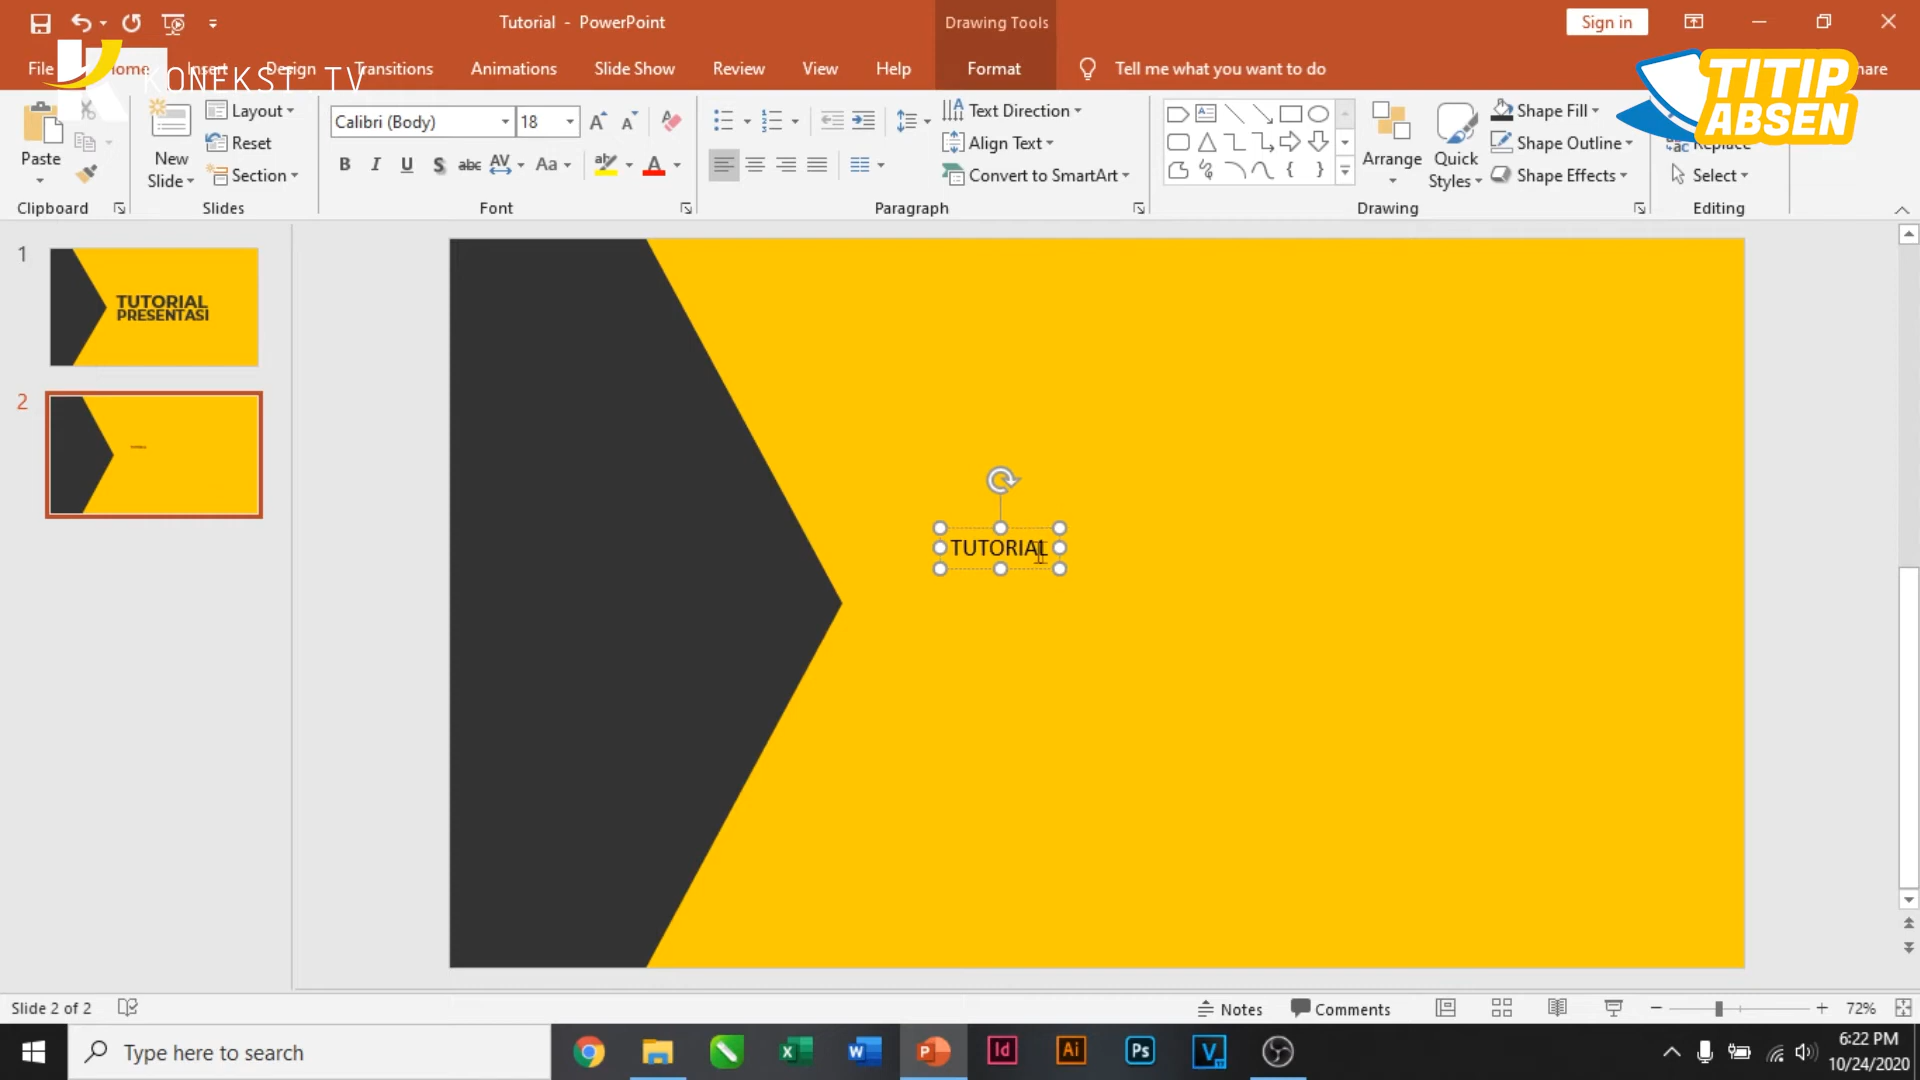 Tutorial - PowerPoint
Drawing Tools
Sign in
File
Home
Insert
Design
Transitions
Animations
Slide Show
Review
View
Help
Format
Tell me what you want to do
KONEKSI TV
TITIP
ABSEN
Paste
Clipboard
New
Slide
Layout
Reset
Section
Slides
Calibri (Body)
18
B I U S abc AV Aa A
Font
Text Direction
Align Text
Convert to SmartArt
Paragraph
Arrange
Quick
Styles
Shape Fill
Shape Outline
Shape Effects
Drawing
Replace
Select
Editing
1
TUTORIAL
PRESENTASI
2
TUTORIAL
Slide 2 of 2
Notes
Comments
72%
Type here to search
Id
Ai
Ps
V
6:22 PM
10/24/2020